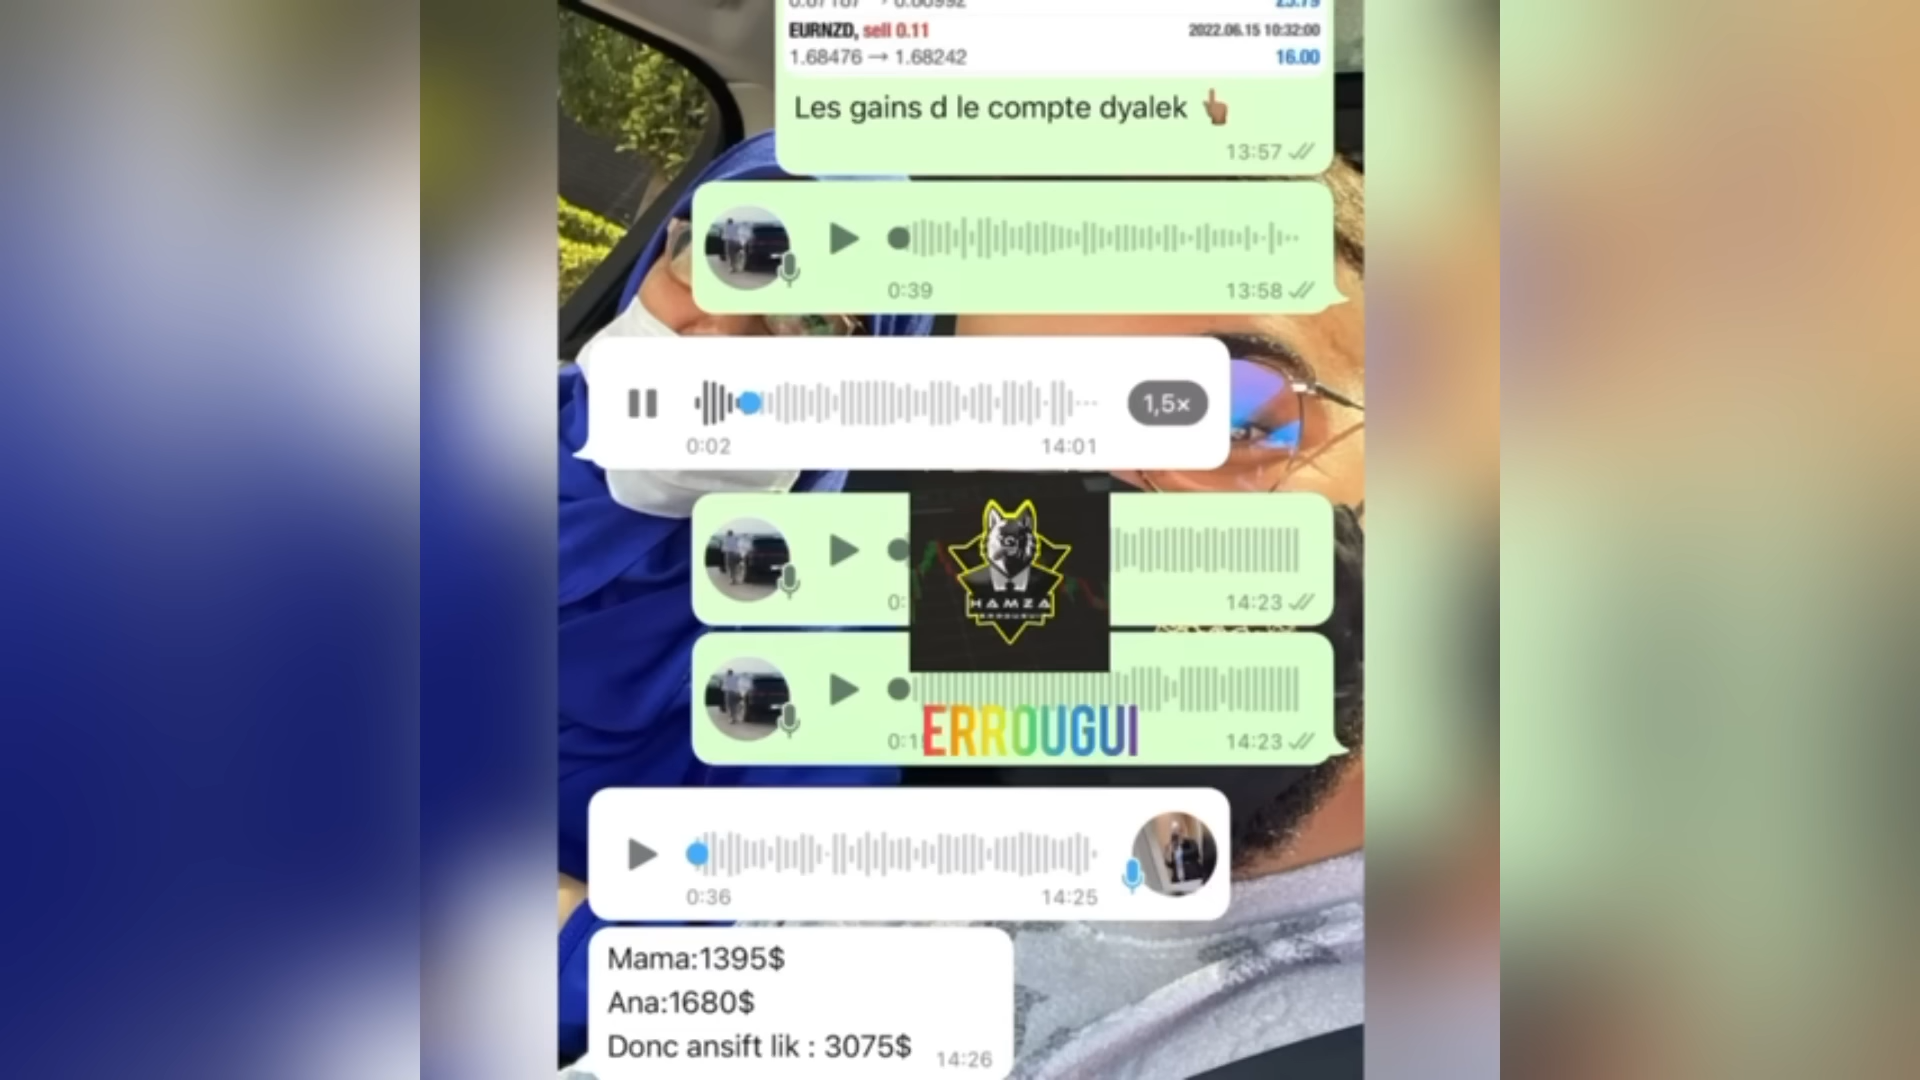 EURNZD, sell 0.11
2022.06.15 10:32:00
1.68476 → 1.68242
16.00
Les gains d le compte dyalek 👆🏾
13:57
0:39
13:58
1,5×
0:02
14:01
14:23
HAMZA
ERROUGUI
14:23
0:36
14:25
Mama:1395$
Ana:1680$
Donc ansift lik : 3075$
14:26